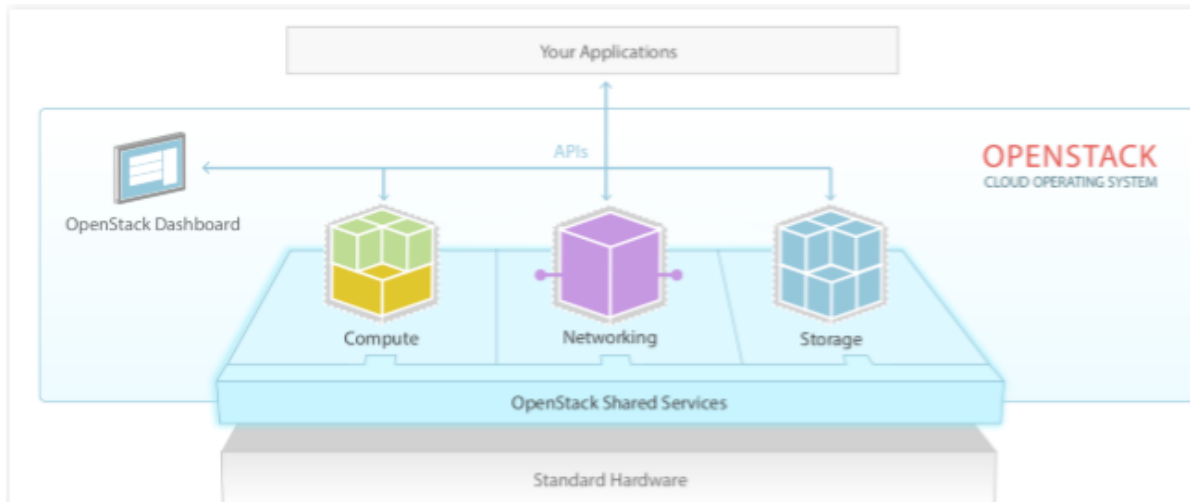 Your Applications
APIs
OPENSTACK
CLOUD OPERATING SYSTEM
OpenStack Dashboard
Compute
Networking
Storage
OpenStack Shared Services
Standard Hardware